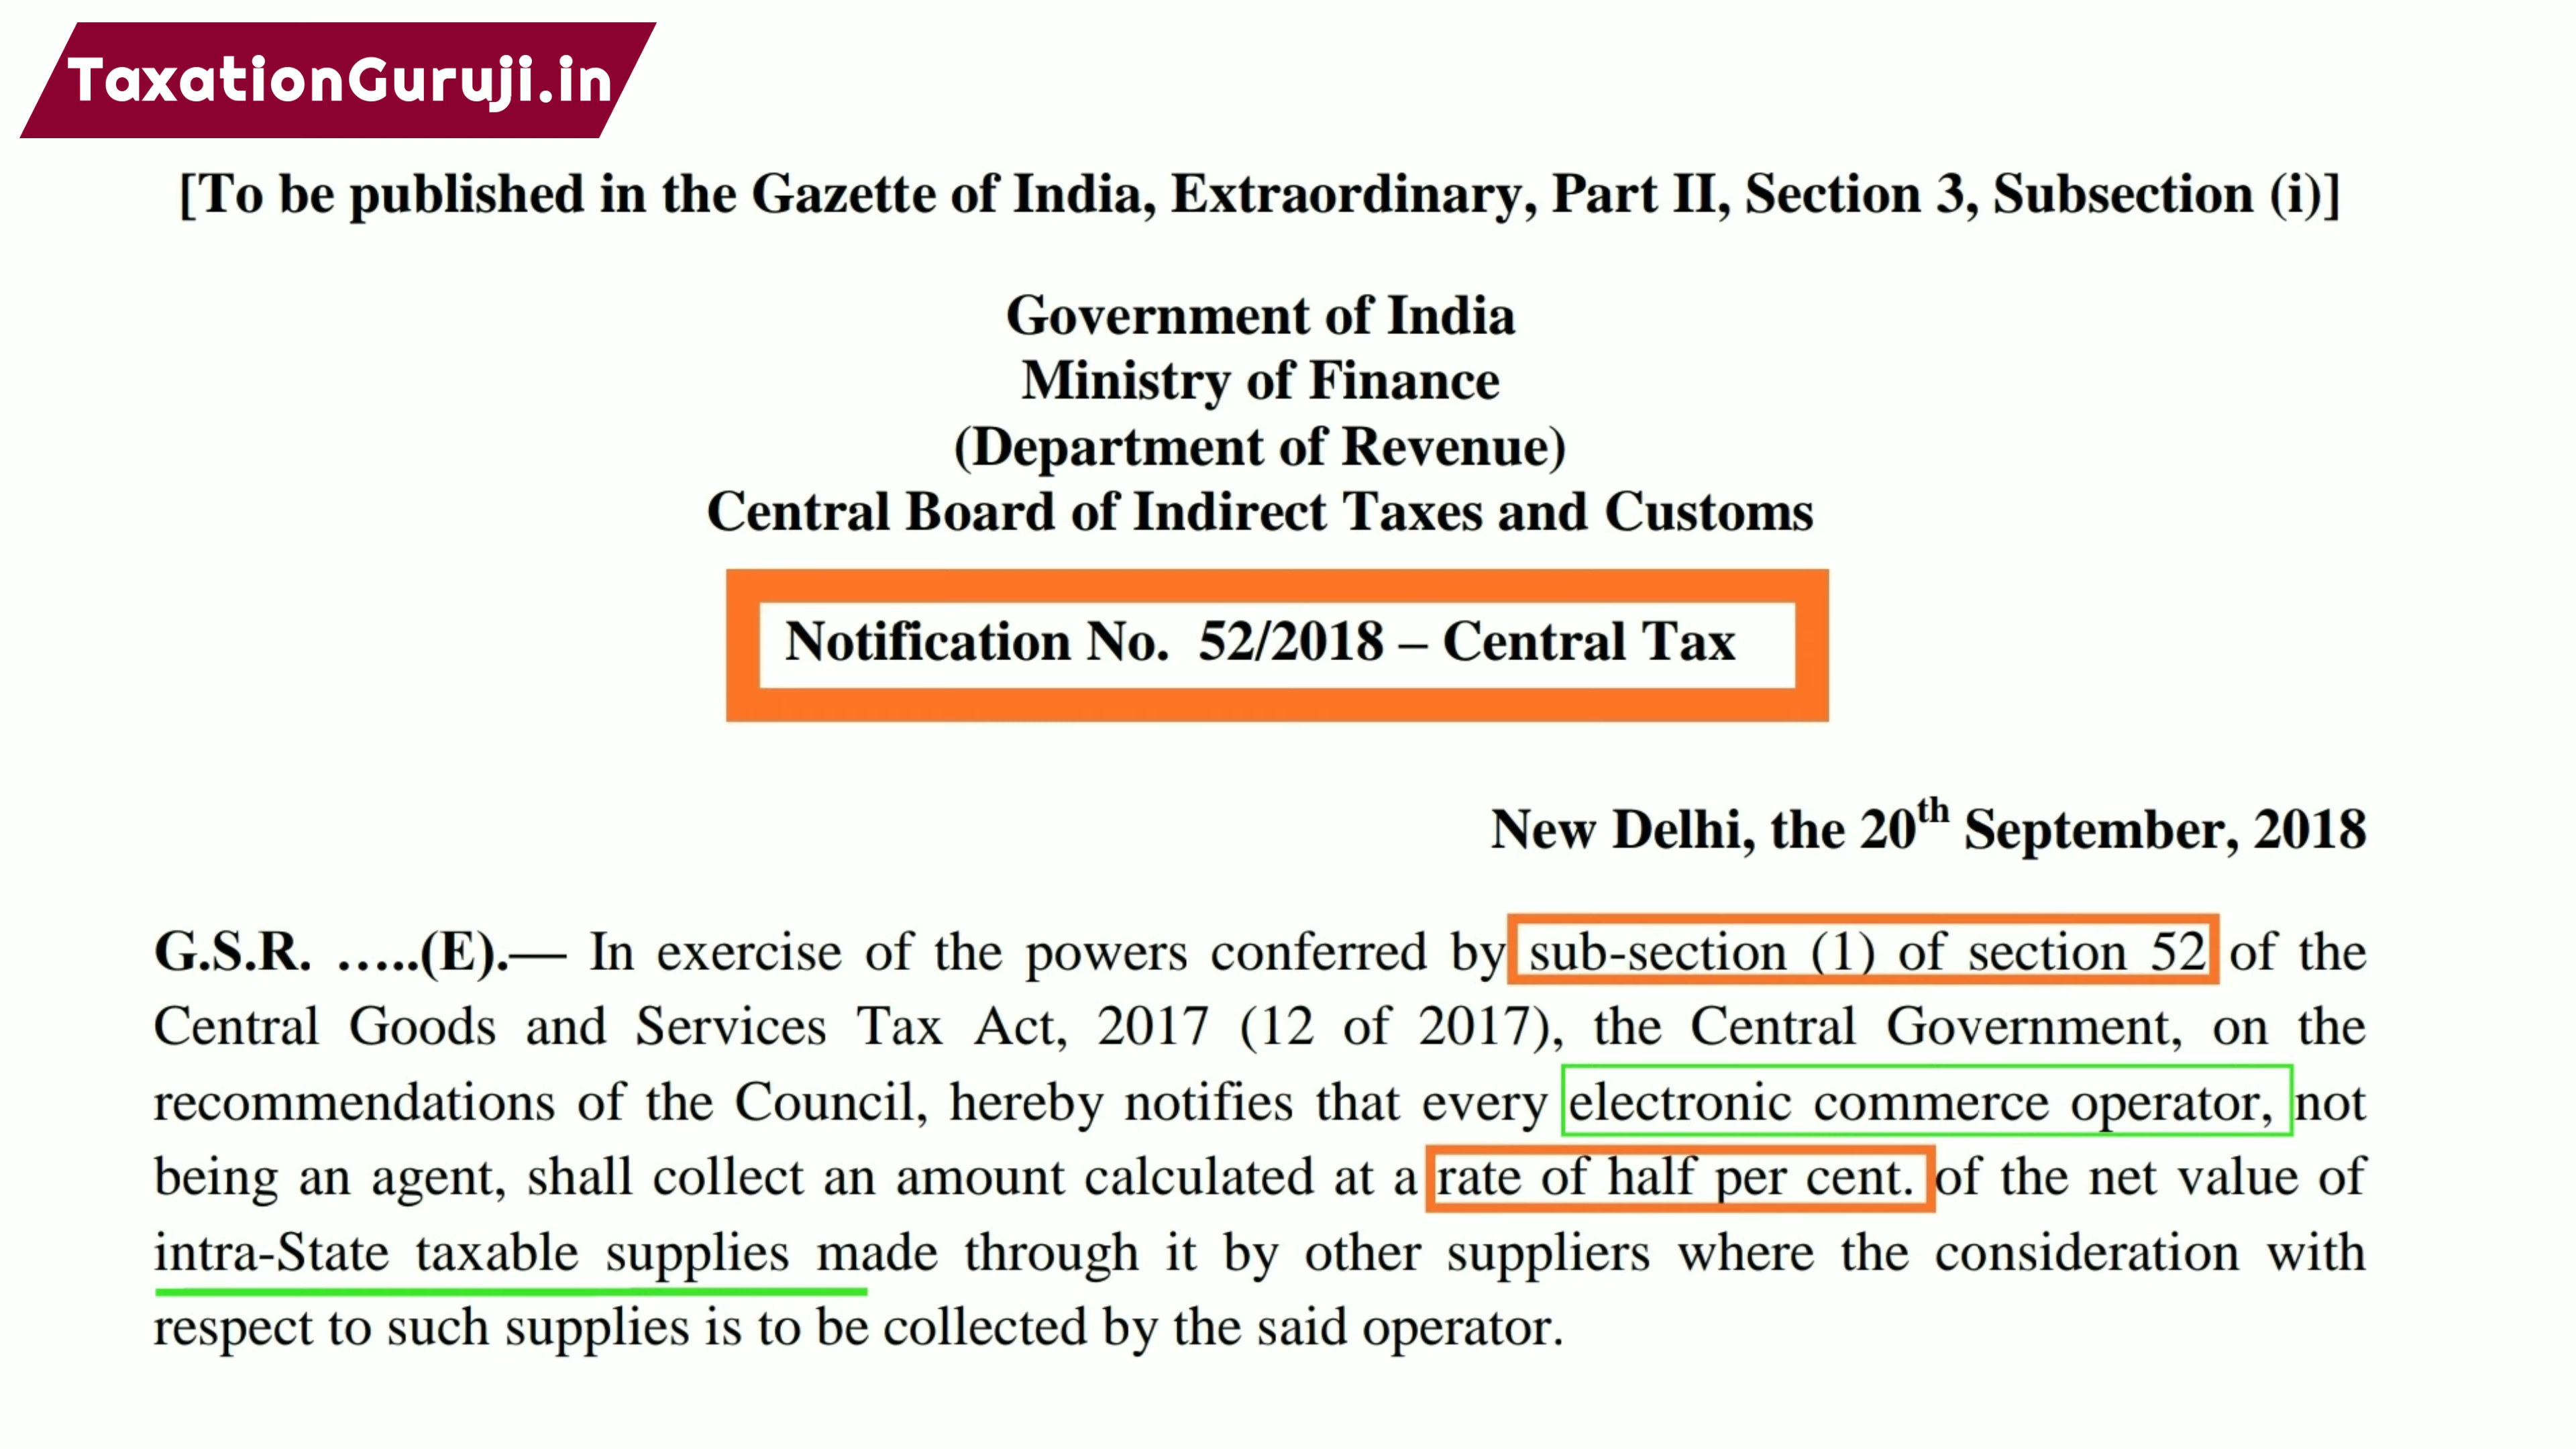 TaxationGuruji.in
[To be published in the Gazette of India, Extraordinary, Part II, Section 3, Subsection (i)]
Government of India
Ministry of Finance
(Department of Revenue)
Central Board of Indirect Taxes and Customs
Notification No. 52/2018 – Central Tax
New Delhi, the 20th September, 2018
G.S.R. …..(E).— In exercise of the powers conferred by sub-section (1) of section 52 of the
Central Goods and Services Tax Act, 2017 (12 of 2017), the Central Government, on the
recommendations of the Council, hereby notifies that every electronic commerce operator, not
being an agent, shall collect an amount calculated at a rate of half per cent. of the net value of
intra-State taxable supplies made through it by other suppliers where the consideration with
respect to such supplies is to be collected by the said operator.